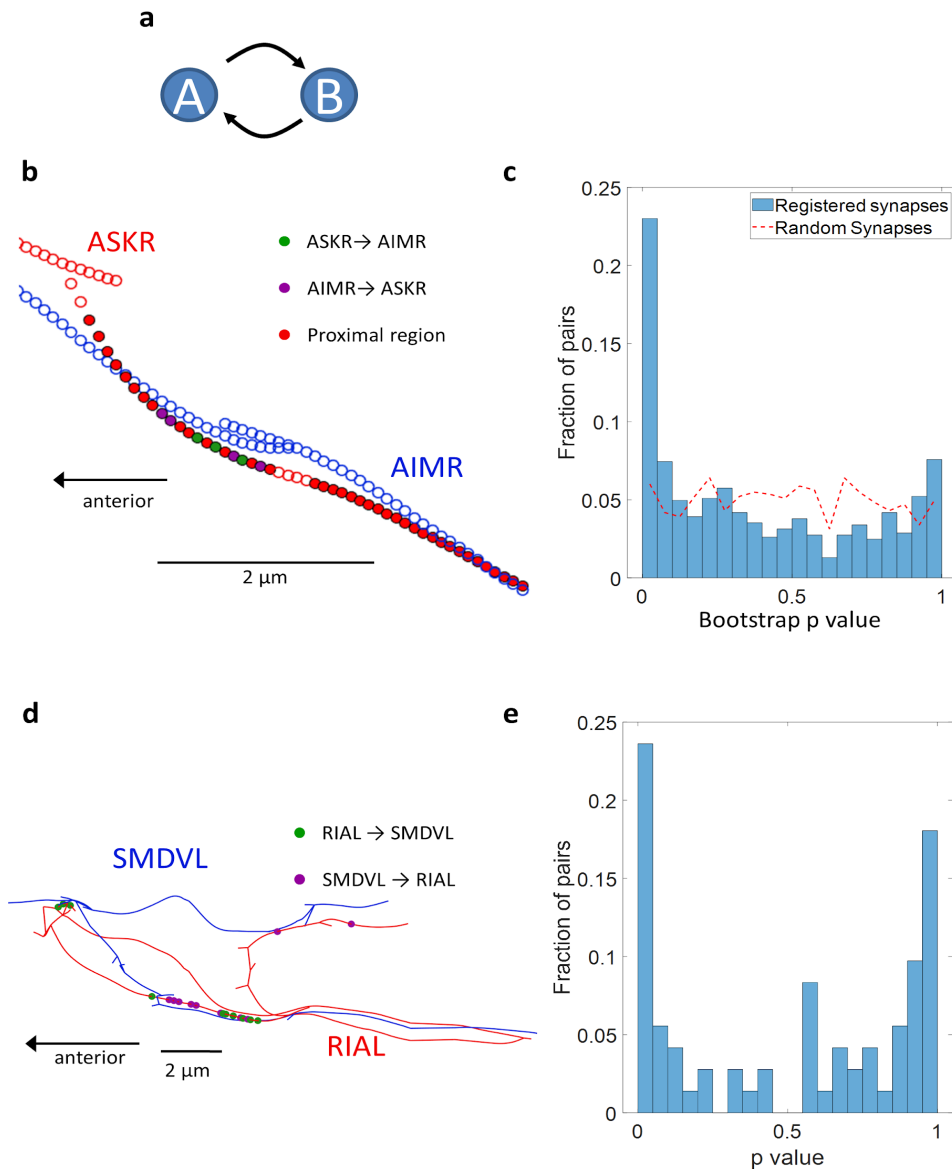 a
A
B
b
ASKR
ASKR→ AIMR
AIMR→ ASKR
Proximal region
AIMR
anterior
2 μm
c
0.25
0.2
0.15
0.1
0.05
0
Fraction of pairs
Registered synapses
Random Synapses
0
0.5
1
Bootstrap p value
d
SMDVL
RIAL → SMDVL
SMDVL → RIAL
RIAL
anterior
2 μm
e
0.25
0.2
0.15
0.1
0.05
0
Fraction of pairs
0
0.5
1
p value